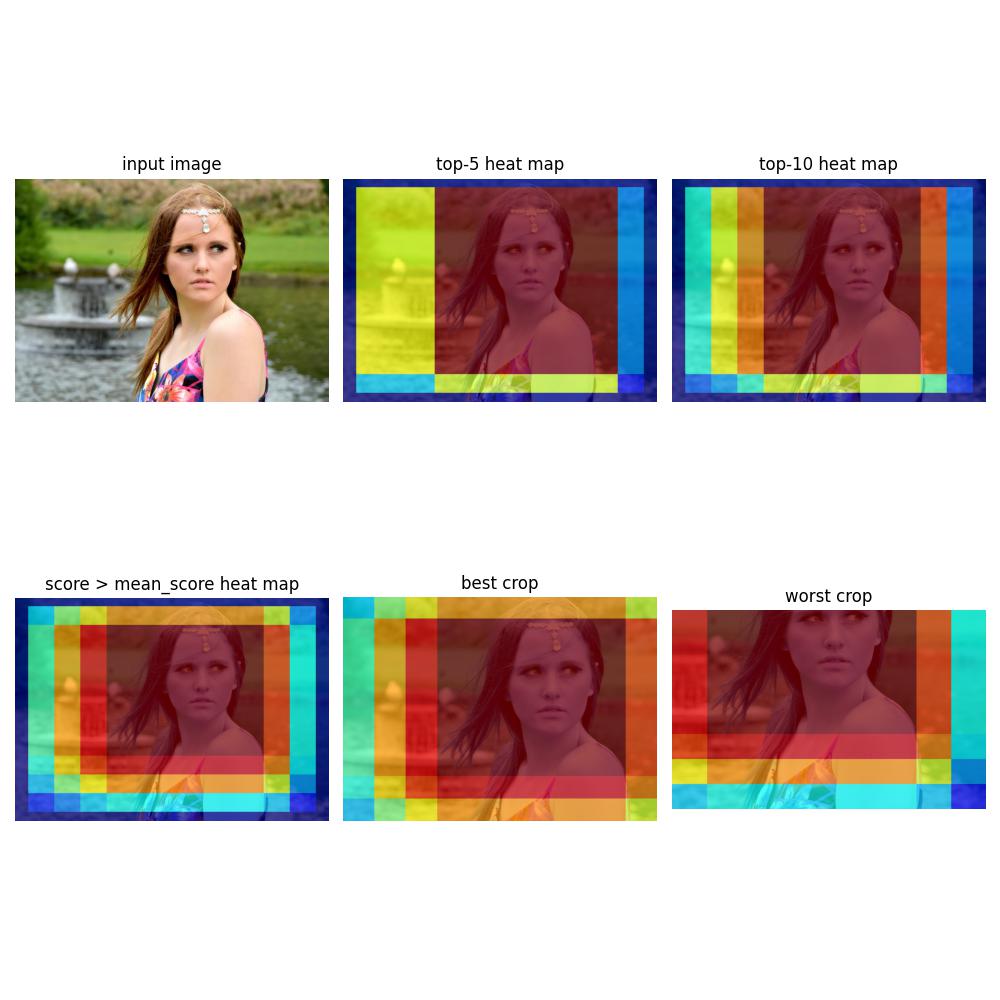 input image
top-5 heat map
top-10 heat map
score > mean_score heat map
best crop
worst crop